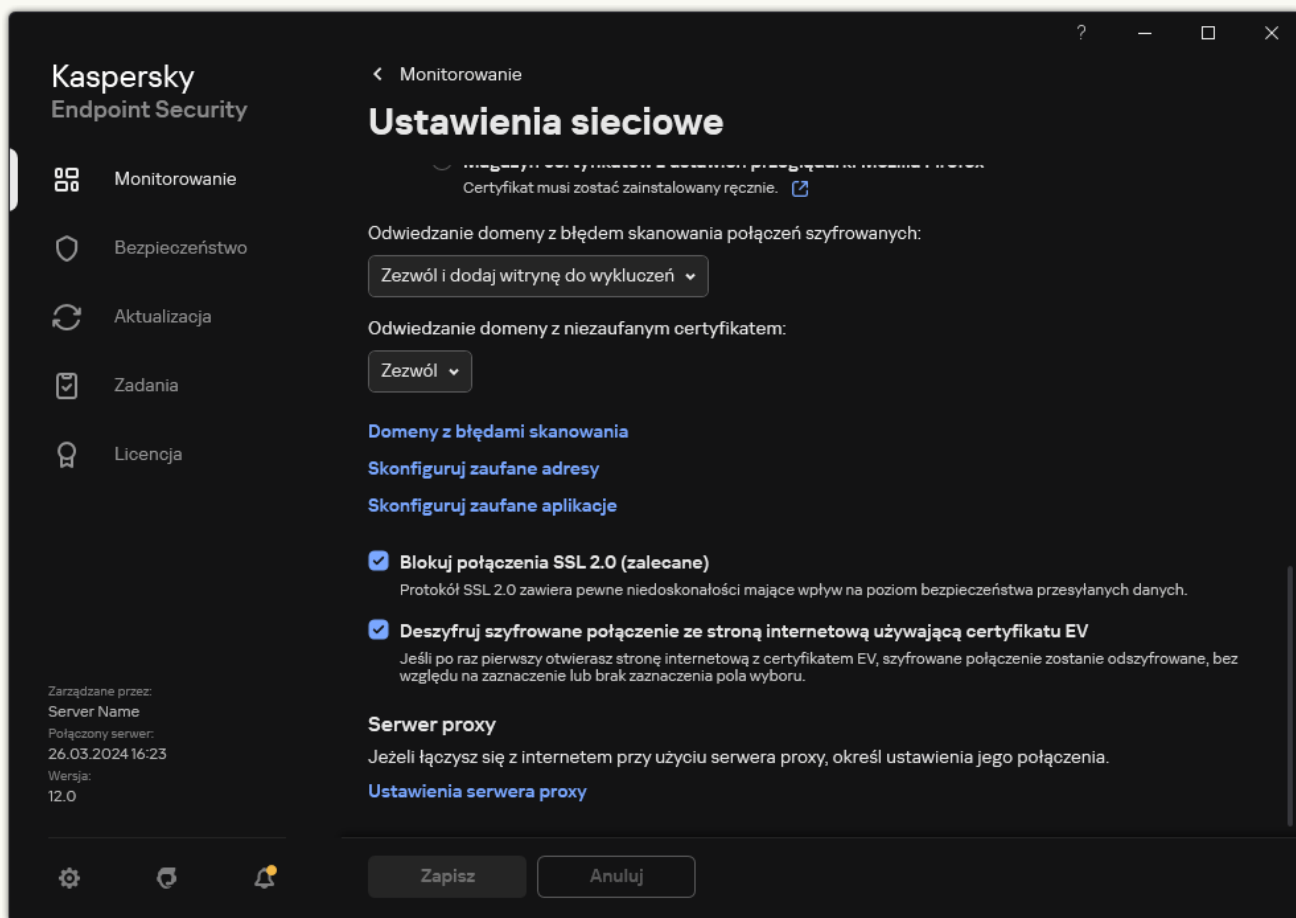 ?
Kaspersky
Endpoint Security
Monitorowanie
Bezpieczeństwo
Aktualizacja
Zadania
Licencja
Zarządzane przez:
Server Name
Połączony serwer:
26.03.2024 16:23
Wersja:
12.0
Monitorowanie
Ustawienia sieciowe
Magazyn certyfikatów z ustawień przeglądarki Mozilla Firefox
Certyfikat musi zostać zainstalowany ręcznie.
Odwiedzanie domeny z błędem skanowania połączeń szyfrowanych:
Zezwól i dodaj witrynę do wykluczeń
Odwiedzanie domeny z niezaufanym certyfikatem:
Zezwól
Domeny z błędami skanowania
Skonfiguruj zaufane adresy
Skonfiguruj zaufane aplikacje
Blokuj połączenia SSL 2.0 (zalecane)
Protokół SSL 2.0 zawiera pewne niedoskonałości mające wpływ na poziom bezpieczeństwa przesyłanych danych.
Deszyfruj szyfrowane połączenie ze stroną internetową używającą certyfikatu EV
Jeśli po raz pierwszy otwierasz stronę internetową z certyfikatem EV, szyfrowane połączenie zostanie odszyfrowane, bez
względu na zaznaczenie lub brak zaznaczenia pola wyboru.
Serwer proxy
Jeżeli łączysz się z internetem przy użyciu serwera proxy, określ ustawienia jego połączenia.
Ustawienia serwera proxy
Zapisz
Anuluj